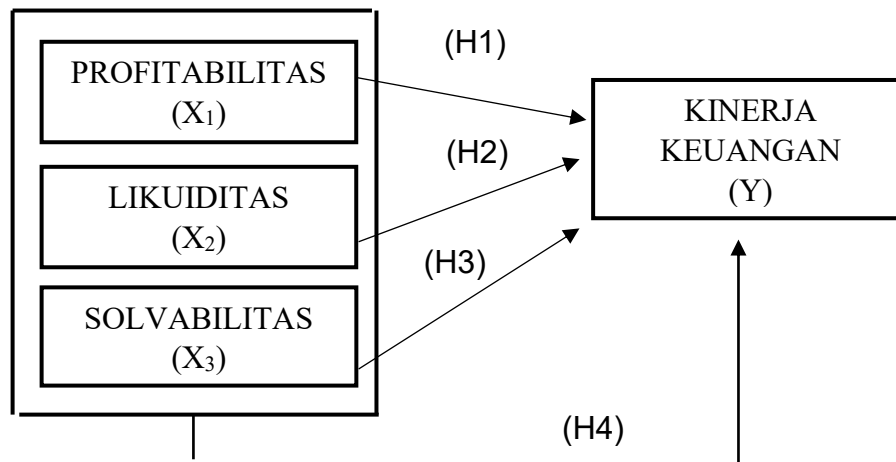 (H1)
PROFITABILITAS
(X₁)
KINERJA
KEUANGAN
(Y)
(H2)
LIKUIDITAS
(X₂)
(H3)
SOLVABILITAS
(X₃)
(H4)